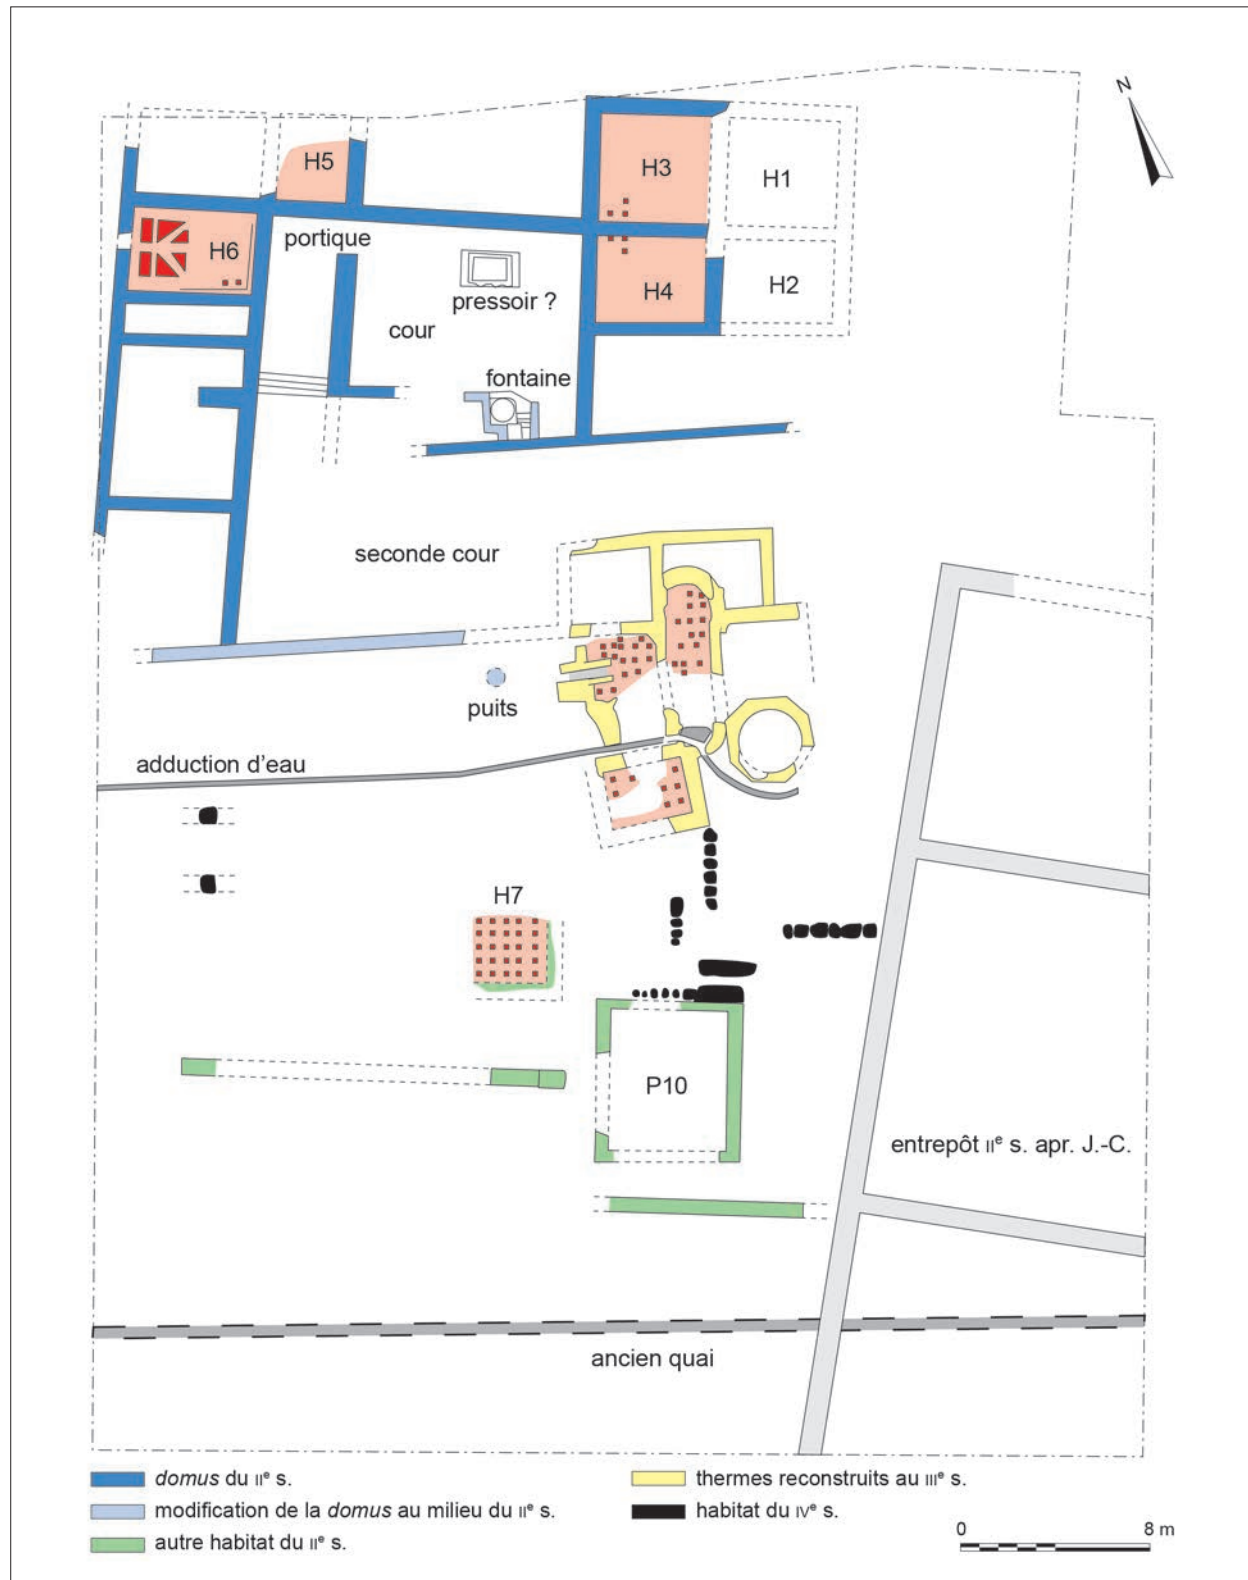 N
H5
H3
H1
H6
portique
H4
H2
pressoir ?
cour
fontaine
seconde cour
puits
adduction d'eau
H7
P10
entrepôt IIᵉ s. apr. J.-C.
ancien quai
domus du IIᵉ s.
modification de la domus au milieu du IIᵉ s.
autre habitat du IIᵉ s.
thermes reconstruits au IIIᵉ s.
habitat du IVᵉ s.
0 8 m